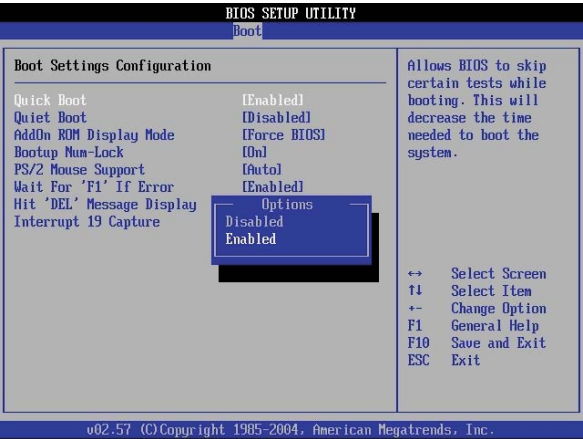 BIOS SETUP UTILITY
Boot
Boot Settings Configuration
Quick Boot [Enabled]
Quiet Boot [Disabled]
AddOn ROM Display Mode [Force BIOS]
Bootup Num-Lock [On]
PS/2 Mouse Support [Auto]
Wait For 'F1' If Error [Enabled]
Hit 'DEL' Message Display
Interrupt 19 Capture
Options
Disabled
Enabled
Allows BIOS to skip
certain tests while
booting. This will
decrease the time
needed to boot the
system.
↔ Select Screen
↑↓ Select Item
+- Change Option
F1 General Help
F10 Save and Exit
ESC Exit
v02.57 (C)Copyright 1985-2004, American Megatrends, Inc.